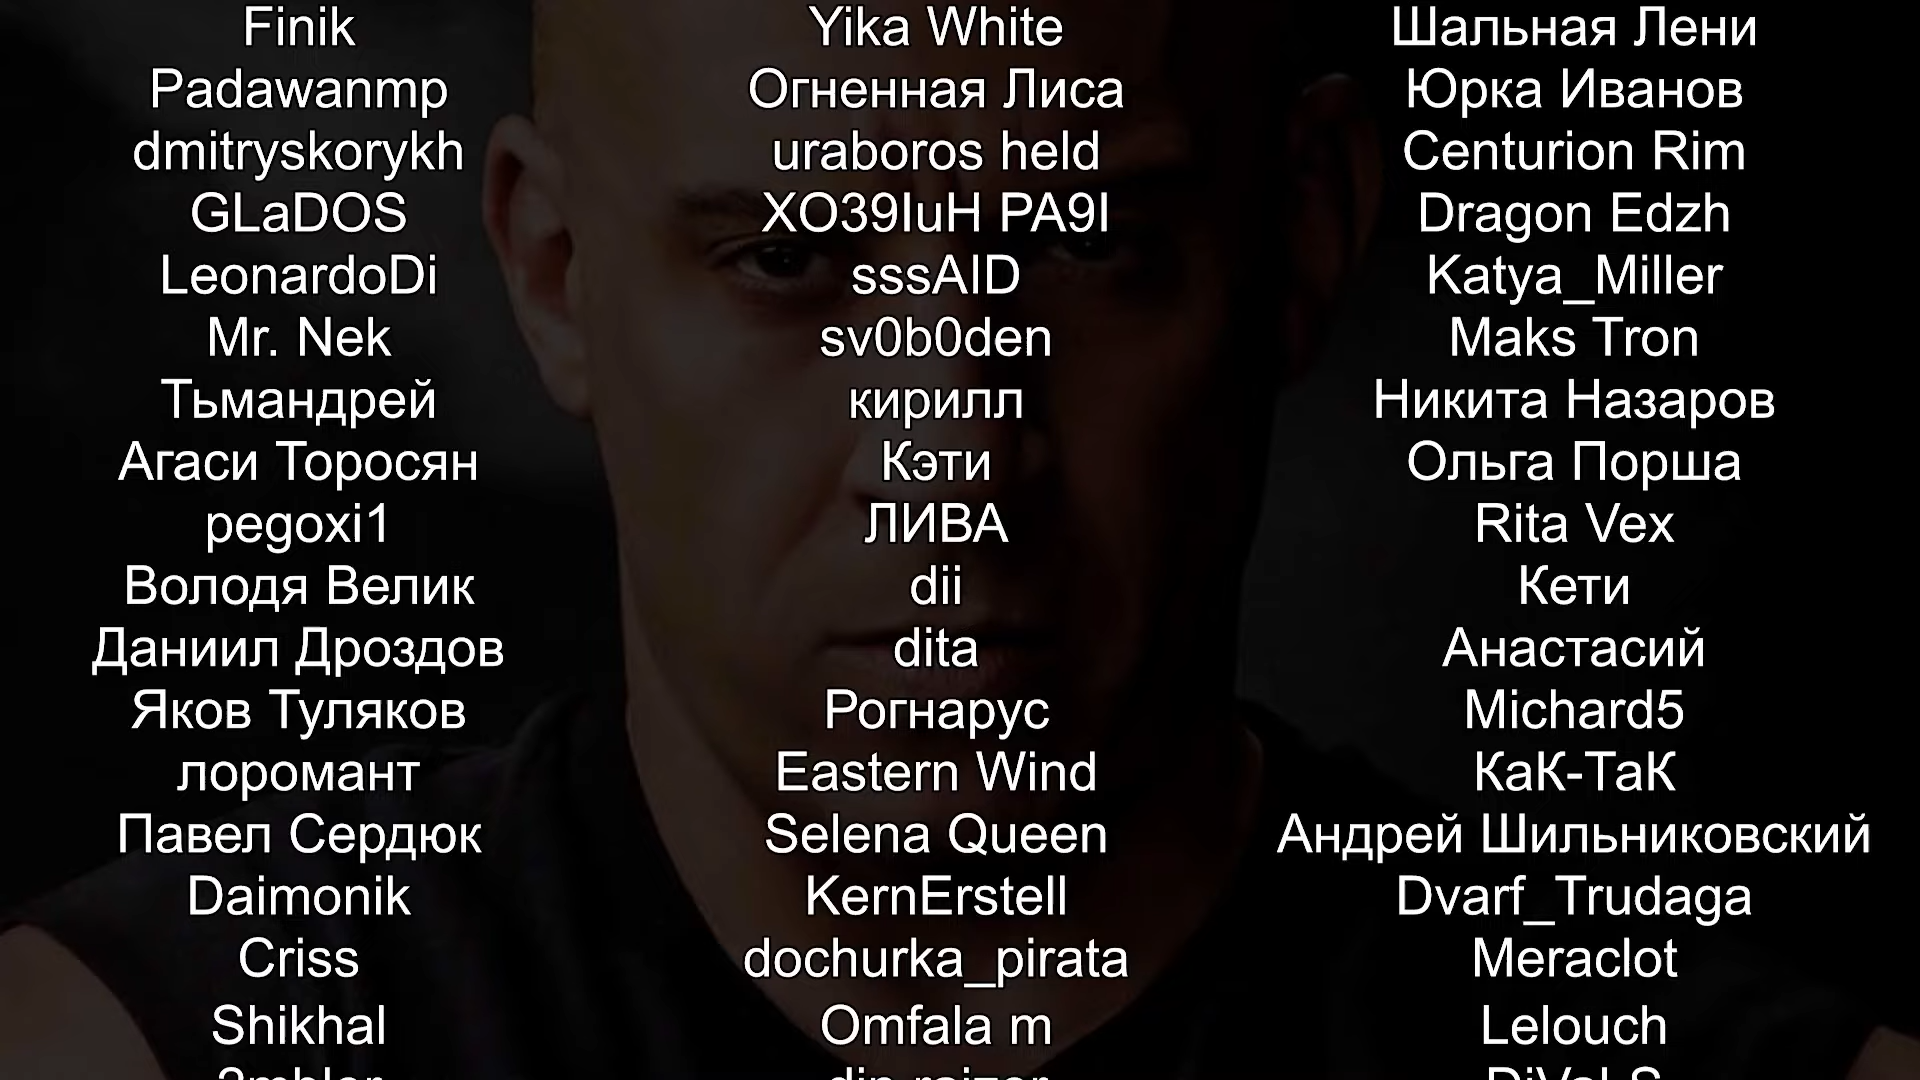 Finik
Padawanmp
dmitryskorykh
GLaDOS
LeonardoDi
Mr. Nek
Тьмандрей
Агаси Торосян
pegoxi1
Володя Велик
Даниил Дроздов
Яков Туляков
лоромант
Павел Сердюк
Daimonik
Criss
Shikhal
Yika White
Огненная Лиса
uraboros held
XO39IuH PA9I
sssAID
sv0b0den
кирилл
Кэти
ЛИВА
dii
dita
Рогнарус
Eastern Wind
Selena Queen
KernErstell
dochurka_pirata
Omfala m
Шальная Лени
Юрка Иванов
Centurion Rim
Dragon Edzh
Katya_Miller
Maks Tron
Никита Назаров
Ольга Порша
Rita Vex
Кети
Анастасий
Michard5
КаК-ТаК
Андрей Шильниковский
Dvarf_Trudaga
Meraclot
Lelouch